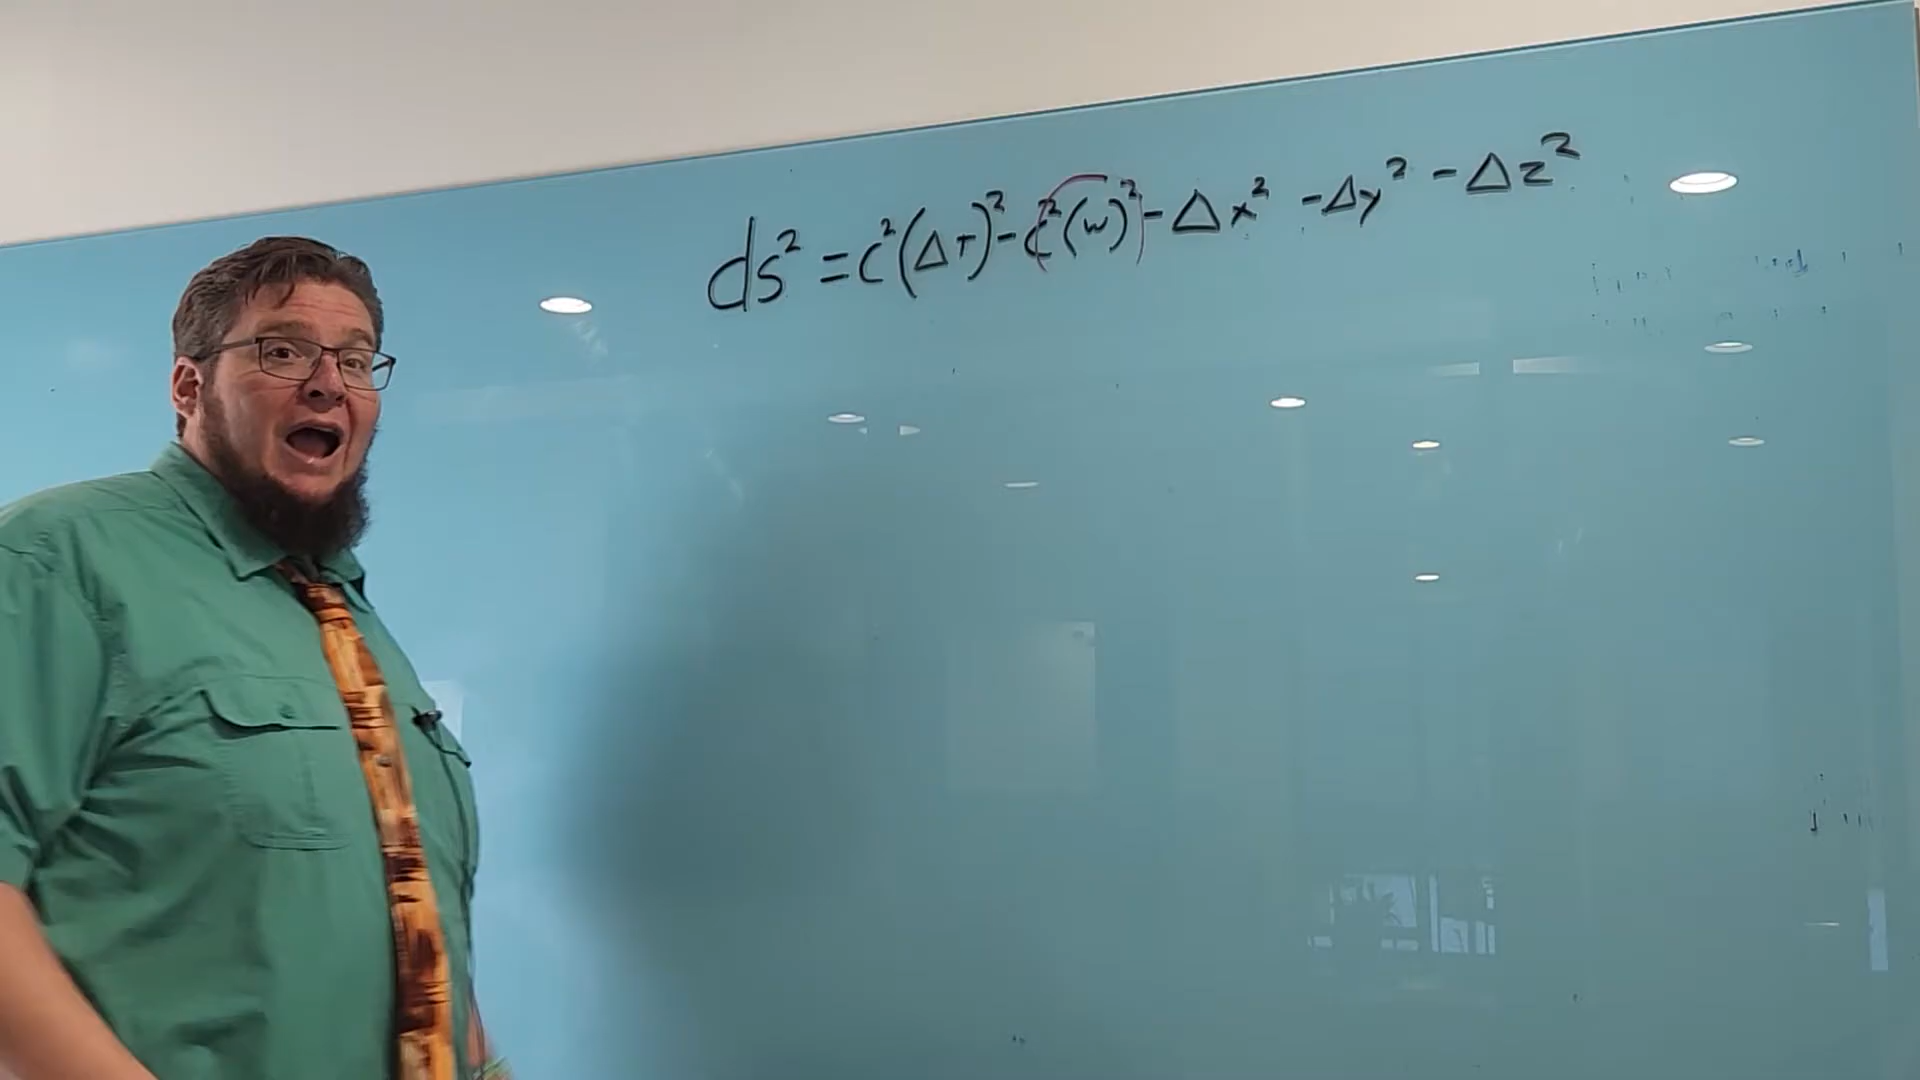 ds² = c²(ΔT)² - c²(w)² - Δx² - Δy² - Δz²